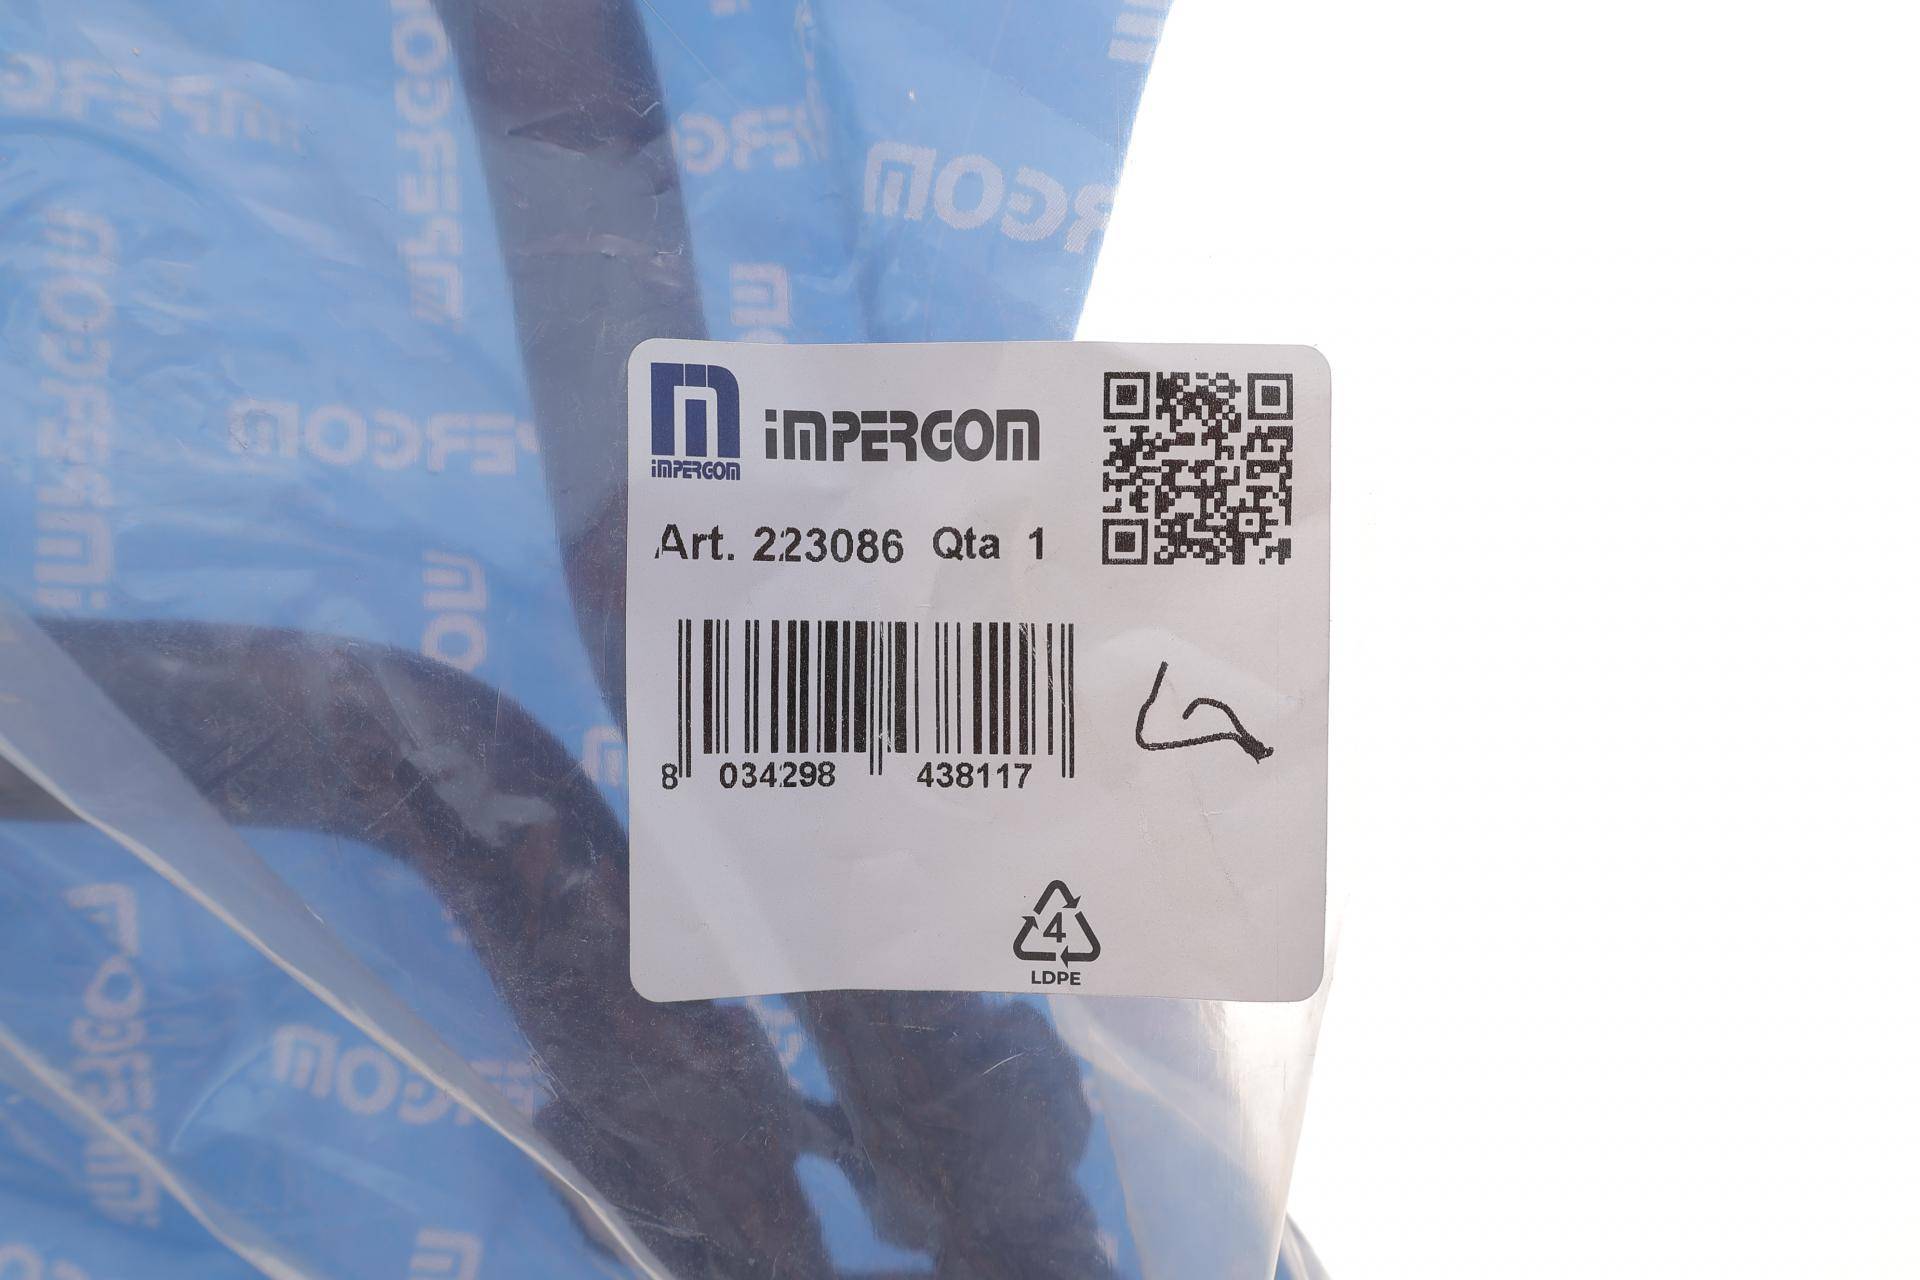 iMPERGOM
iMPERGOM
Art. 223086 Qta 1
8 034298 438117
4
LDPE